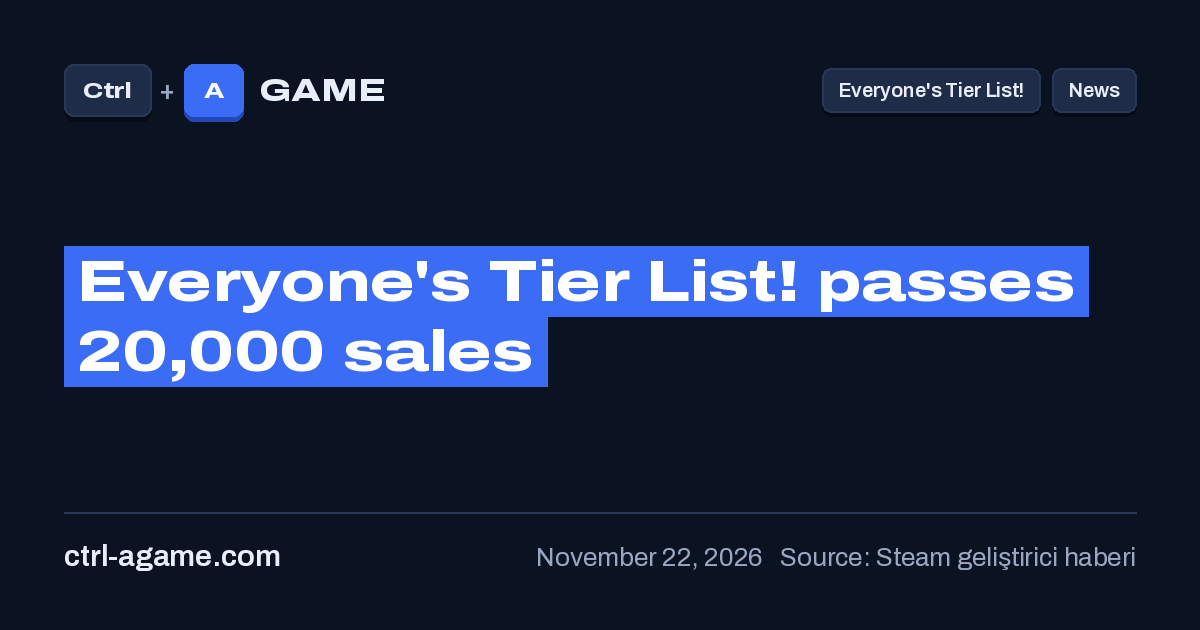 Ctrl + A GAME
Everyone's Tier List! News
Everyone's Tier List! passes
20,000 sales
ctrl-agame.com
November 22, 2026 Source: Steam geliştirici haberi